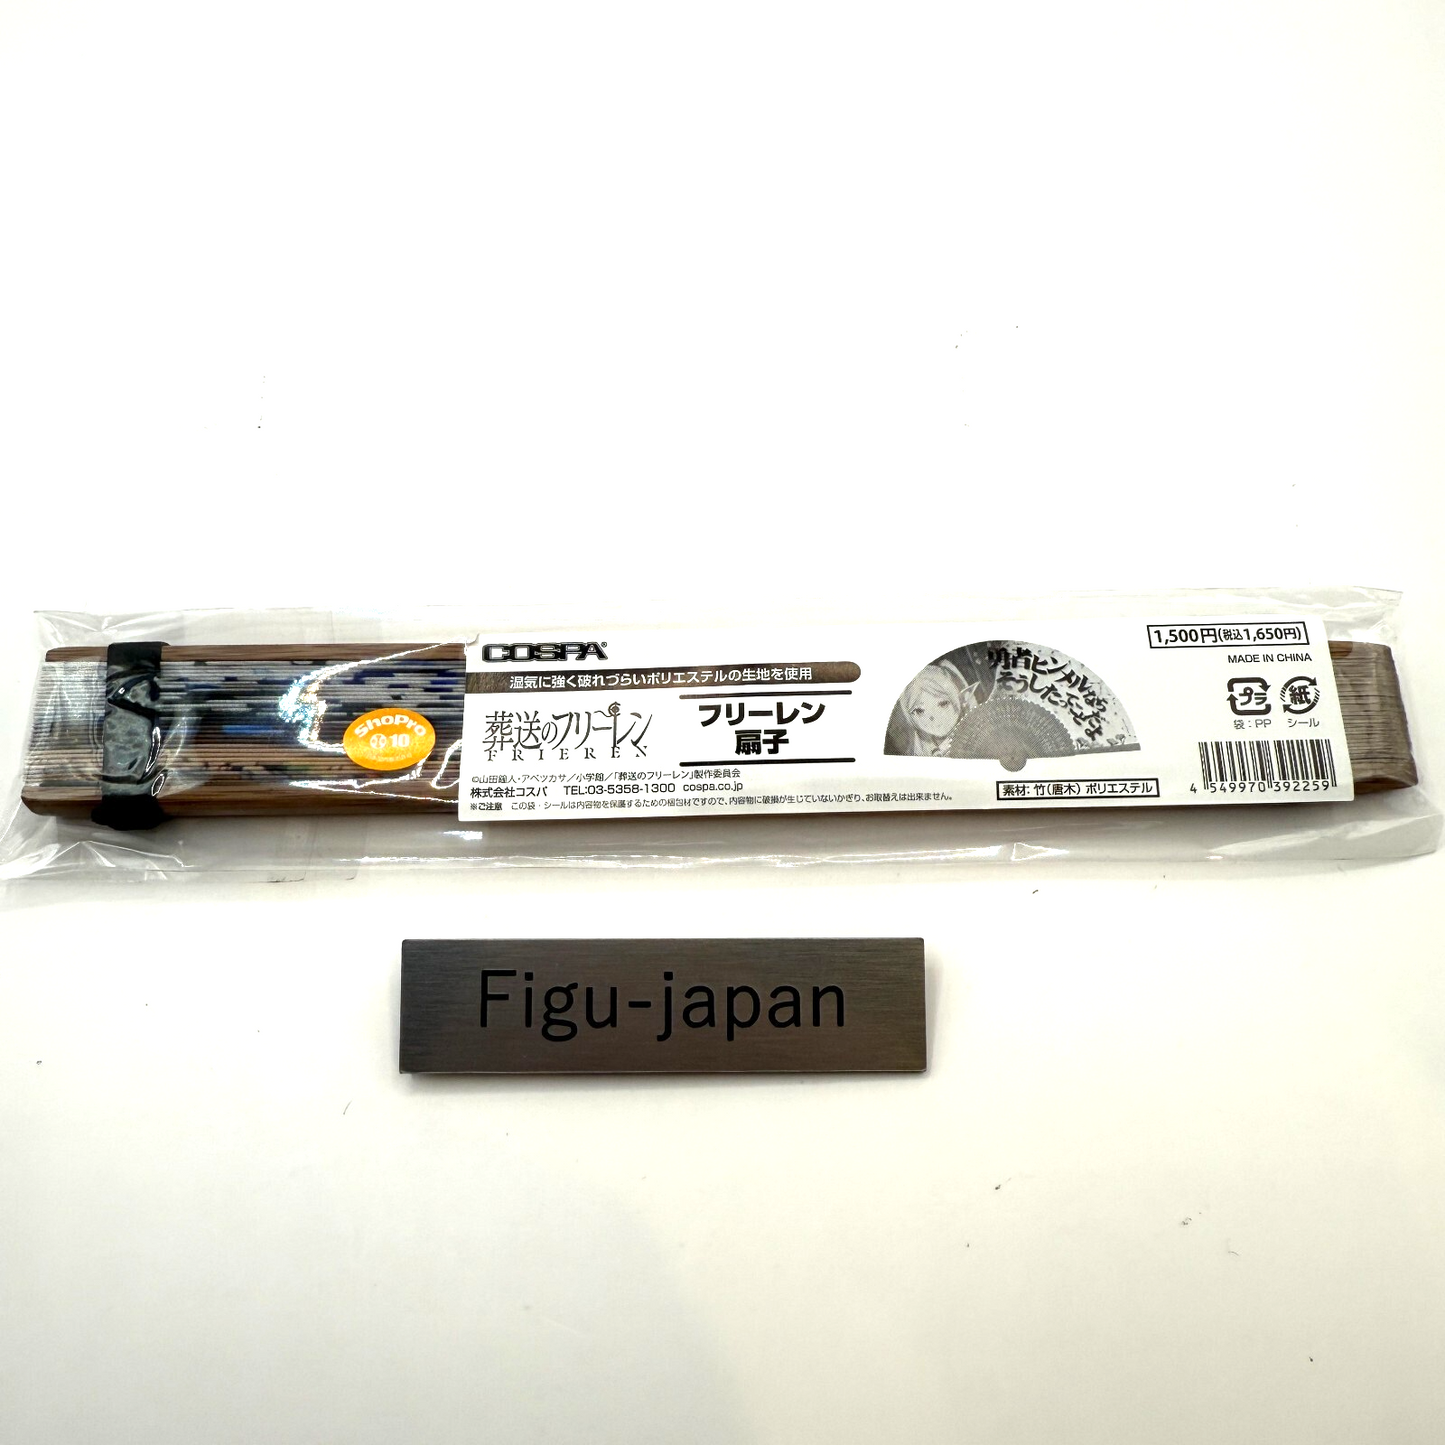 COSPA®
湿気に強く破れづらいポリエステルの生地を使用
葬送のフリーレン
FRIEREN
フリーレン
扇子
©山田鐘人・アベツカサ/小学館/「葬送のフリーレン」製作委員会
株式会社コスパ TEL:03-5358-1300 cospa.co.jp
※ご注意 この袋・シールは内容物を保護するための梱包材ですので、内容物に破損が生じていないかぎり、お取替えは出来ません。
勇者ヒンメルなら
そうしたってことよ
素材: 竹(唐木) ポリエステル
1,500円(税込1,650円)
MADE IN CHINA
プラ
紙
袋:PP シール
4 549970 392259
ShoPro
10
Figu-japan